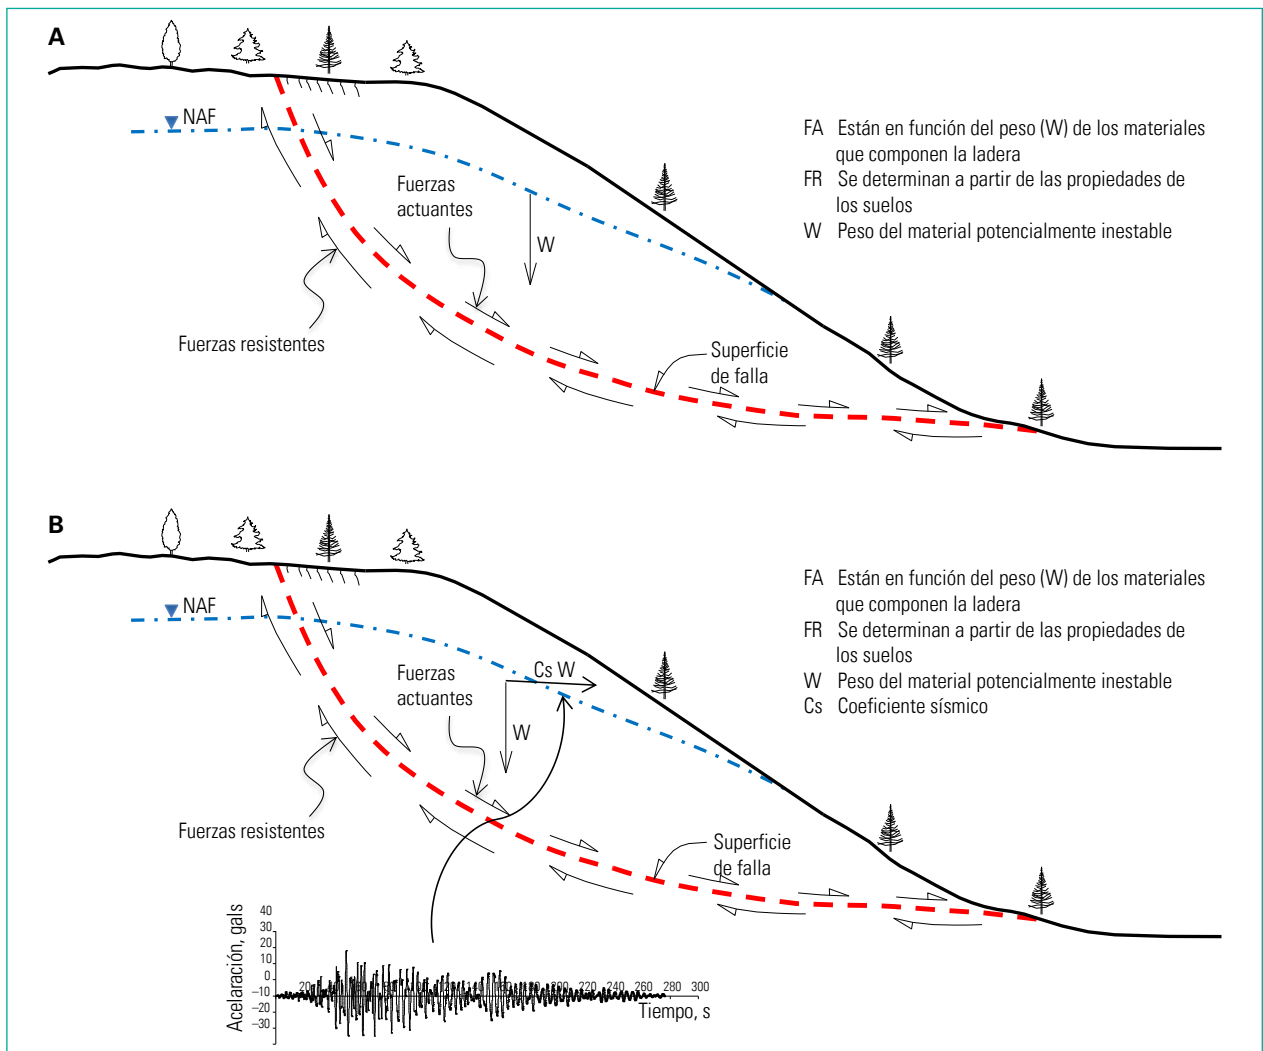 A
NAF
Fuerzas
actuantes
W
Fuerzas resistentes
Superficie
de falla
FA Están en función del peso (W) de los materiales
que componen la ladera
FR Se determinan a partir de las propiedades de
los suelos
W Peso del material potencialmente inestable
B
NAF
Fuerzas
actuantes
Cs W
W
Fuerzas resistentes
Superficie
de falla
FA Están en función del peso (W) de los materiales
que componen la ladera
FR Se determinan a partir de las propiedades de
los suelos
W Peso del material potencialmente inestable
Cs Coeficiente sísmico
Acelaración, gals
40
30
20
10
0
–10
–20
–30
20 180 200 220 240 260 280 300
Tiempo, s